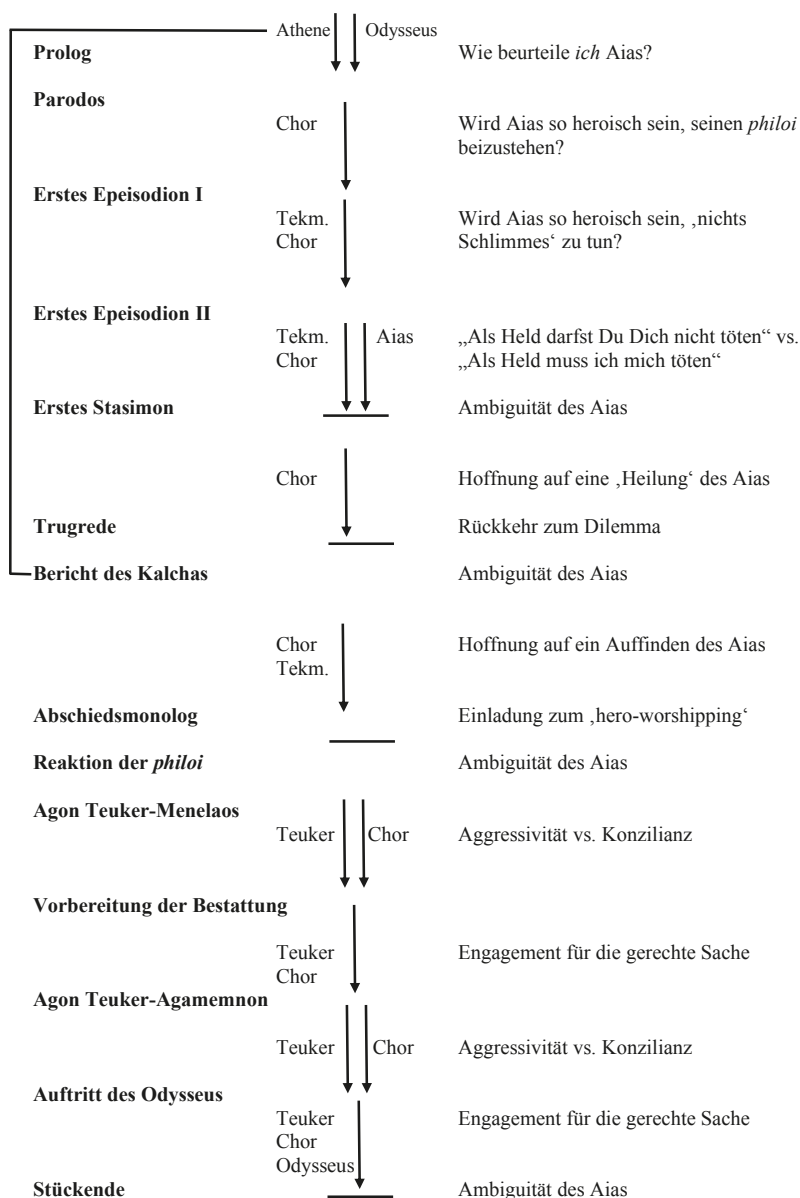 Athene Odysseus
Prolog Wie beurteile ich Aias?
Parodos
Chor Wird Aias so heroisch sein, seinen philoi
beizustehen?
Erstes Epeisodion I
Tekm. Wird Aias so heroisch sein, ‚nichts
Chor Schlimmes‘ zu tun?
Erstes Epeisodion II
Tekm. Aias „Als Held darfst Du Dich nicht töten“ vs.
Chor „Als Held muss ich mich töten“
Erstes Stasimon Ambiguität des Aias
Chor Hoffnung auf eine ‚Heilung‘ des Aias
Trugrede Rückkehr zum Dilemma
Bericht des Kalchas Ambiguität des Aias
Chor Hoffnung auf ein Auffinden des Aias
Tekm.
Abschiedsmonolog Einladung zum ‚hero-worshipping‘
Reaktion der philoi Ambiguität des Aias
Agon Teuker-Menelaos
Teuker Chor Aggressivität vs. Konzilianz
Vorbereitung der Bestattung
Teuker Engagement für die gerechte Sache
Chor
Agon Teuker-Agamemnon
Teuker Chor Aggressivität vs. Konzilianz
Auftritt des Odysseus
Teuker Engagement für die gerechte Sache
Chor
Odysseus
Stückende Ambiguität des Aias